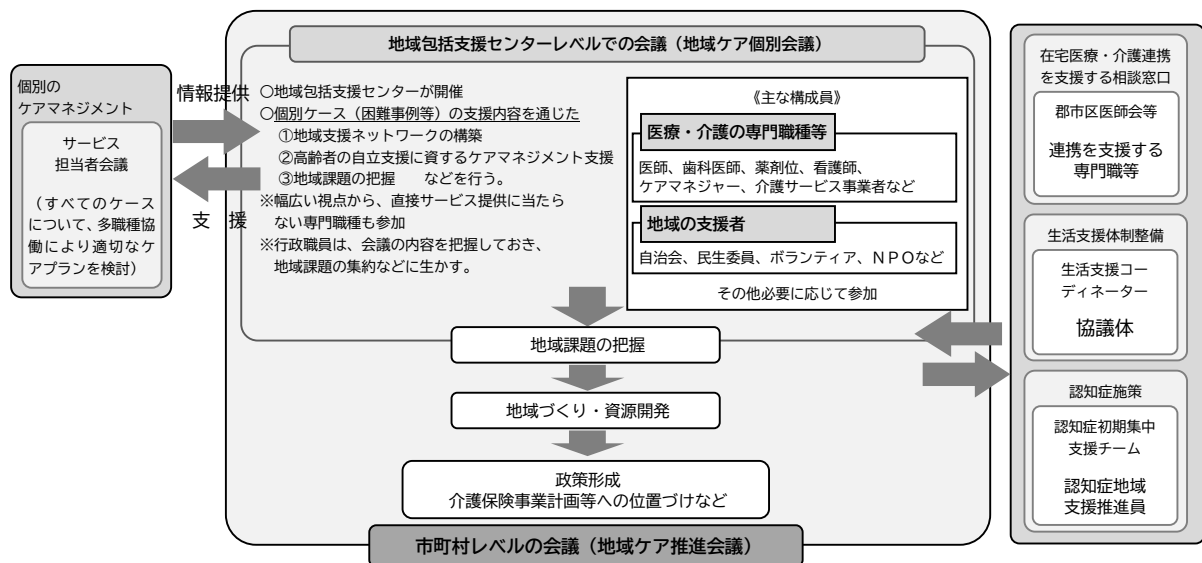 地域包括支援センターレベルでの会議（地域ケア個別会議）
個別の
ケアマネジメント
サービス
担当者会議
（すべてのケース
について、多職種協
働により適切なケ
アプランを検討）
情報提供
支　援
〇地域包括支援センターが開催
〇個別ケース（困難事例等）の支援内容を通じた
①地域支援ネットワークの構築
②高齢者の自立支援に資するケアマネジメント支援
③地域課題の把握　　などを行う。
※幅広い視点から、直接サービス提供に当たら
ない専門職種も参加
※行政職員は、会議の内容を把握しておき、
地域課題の集約などに生かす。
《主な構成員》
医療・介護の専門職種等
医師、歯科医師、薬剤位、看護師、
ケアマネジャー、介護サービス事業者など
地域の支援者
自治会、民生委員、ボランティア、ＮＰＯなど
その他必要に応じて参加
地域課題の把握
地域づくり・資源開発
政策形成
介護保険事業計画等への位置づけなど
市町村レベルの会議（地域ケア推進会議）
在宅医療・介護連携
を支援する相談窓口
郡市区医師会等
連携を支援する
専門職等
生活支援体制整備
生活支援コー
ディネーター
協議体
認知症施策
認知症初期集中
支援チーム
認知症地域
支援推進員